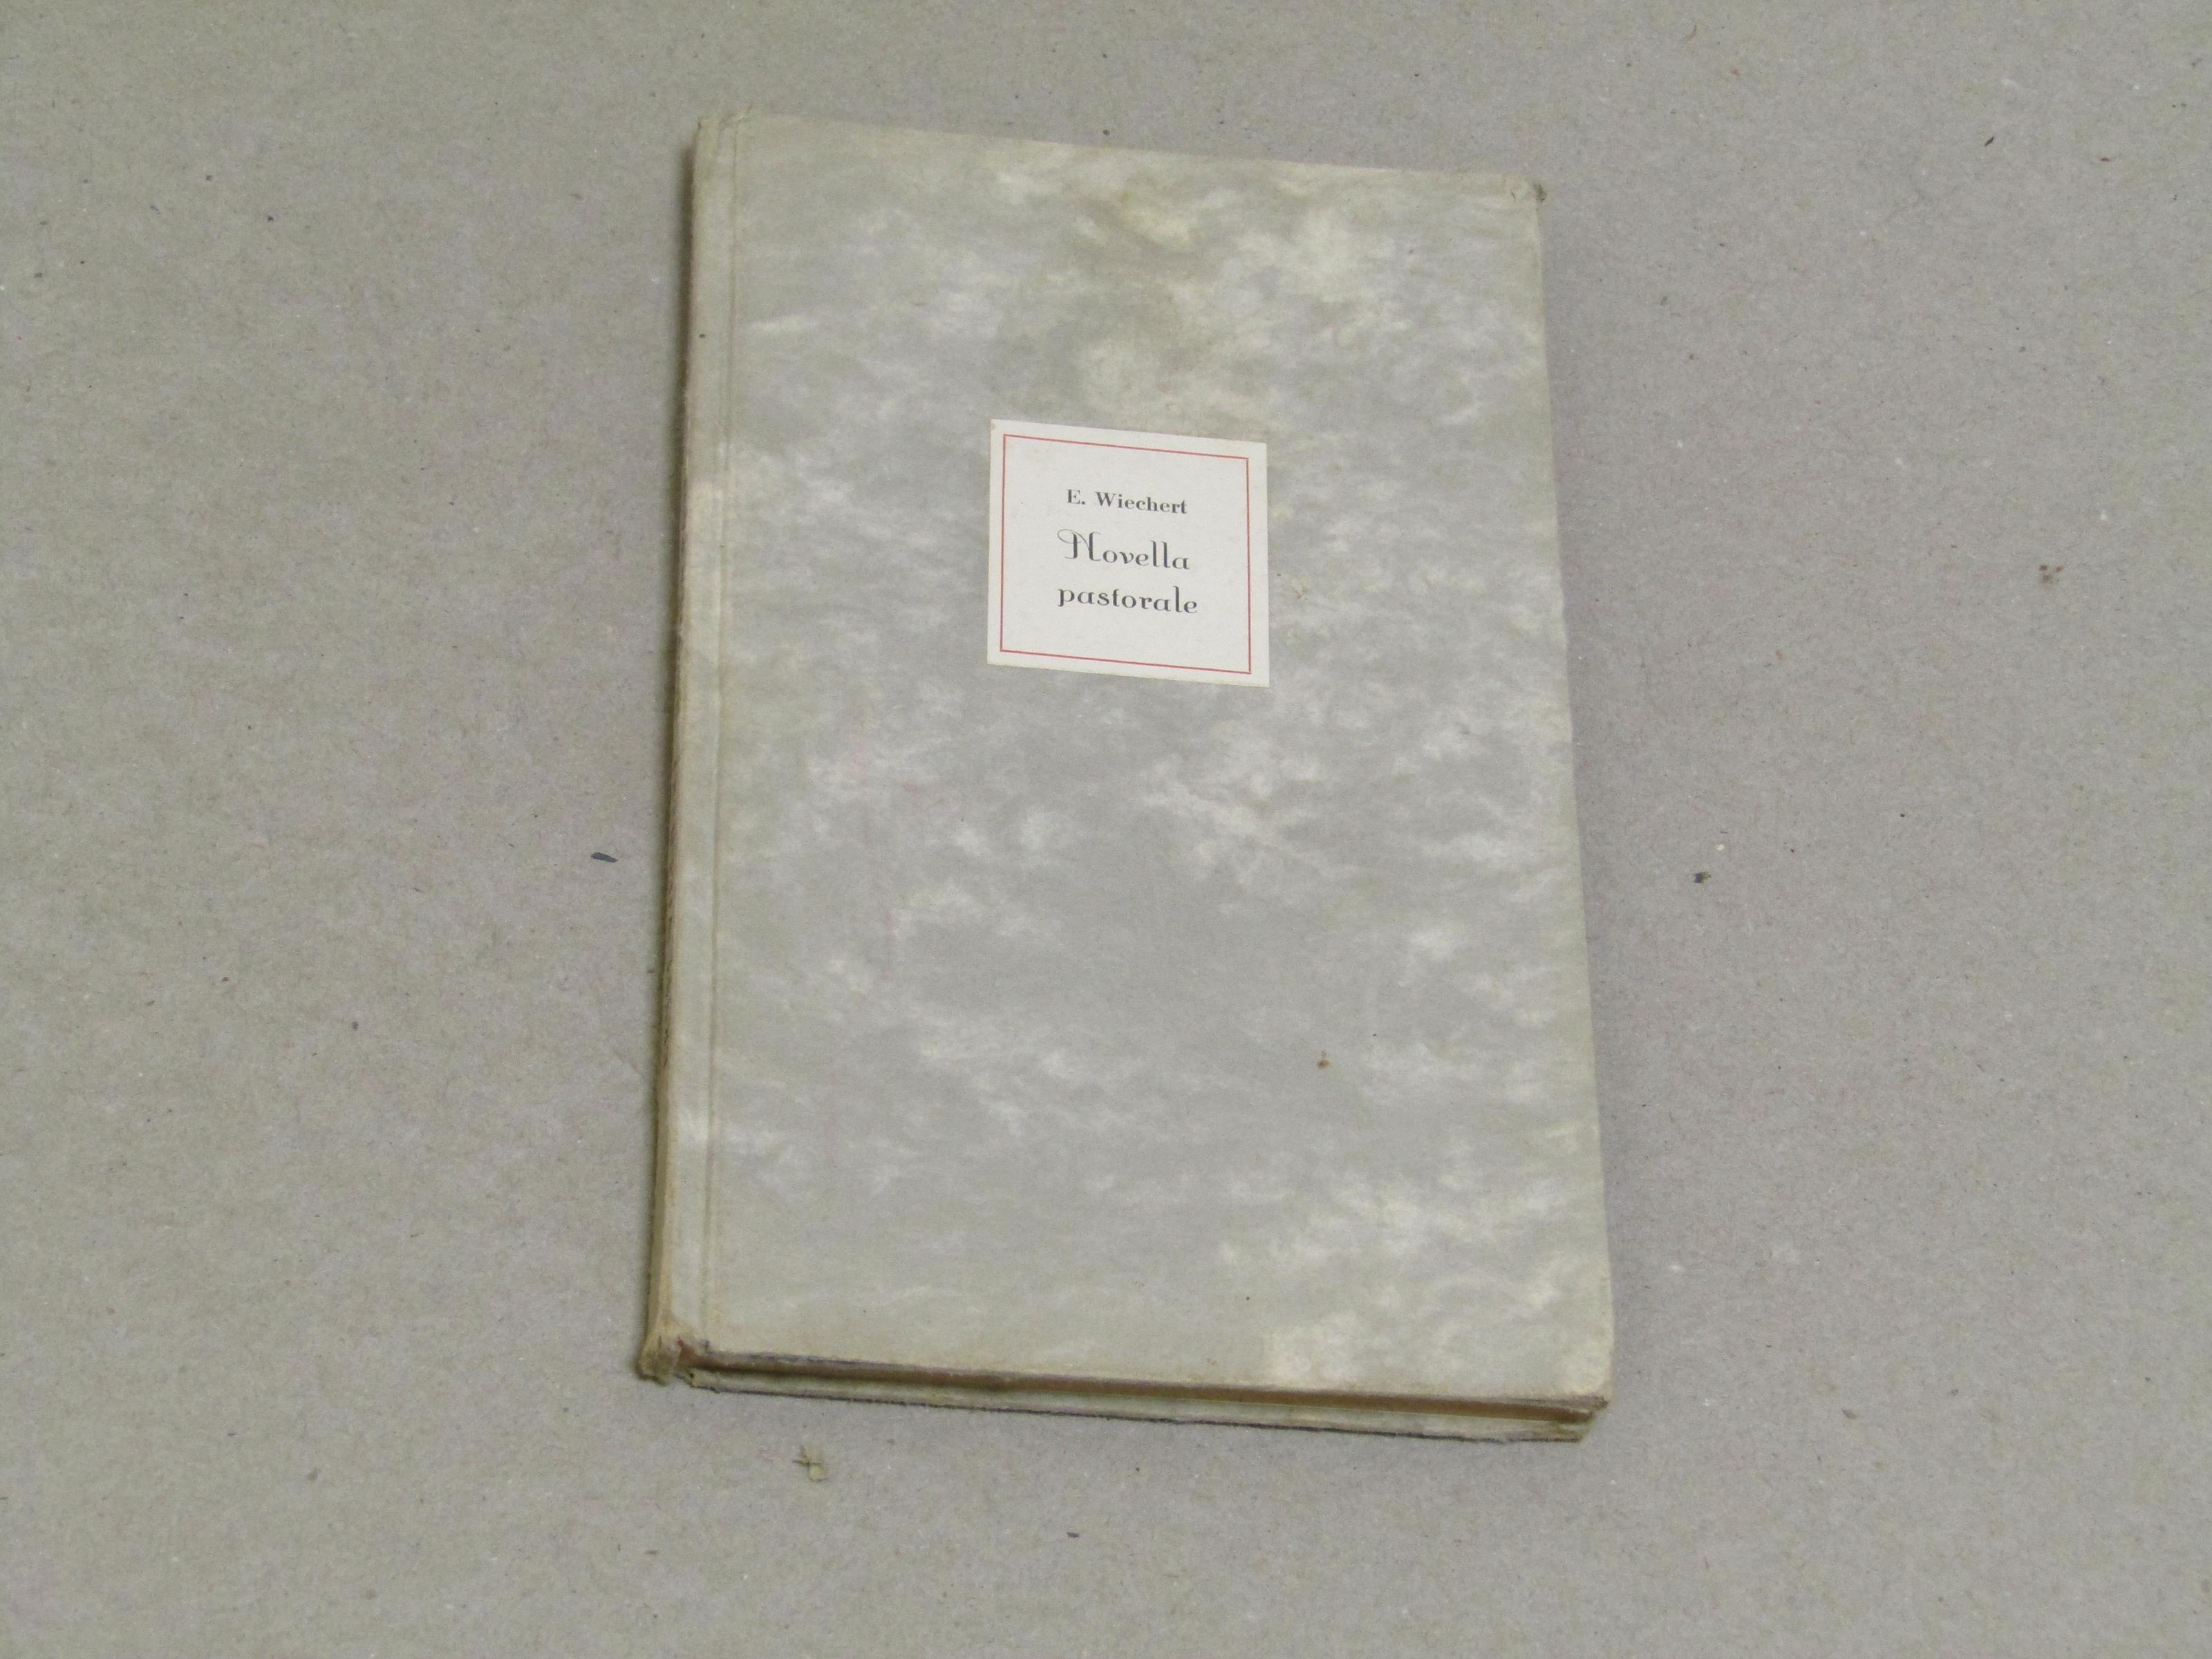 E. Wiechert
Novella
pastorale